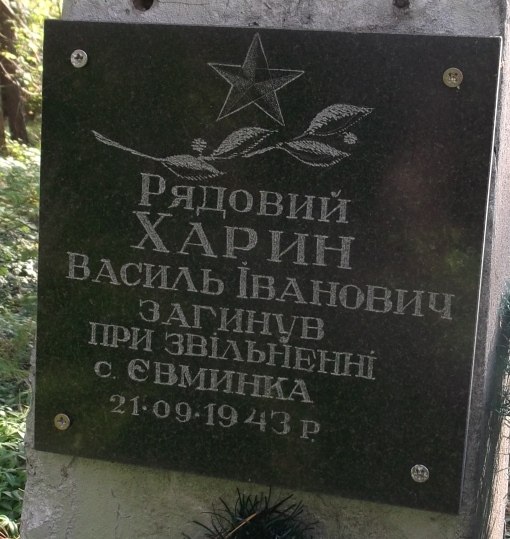 Рядовий
ХАРИН
Василь Іванович
загинув
при звільненні
с. Євминка
21·09·1943 р